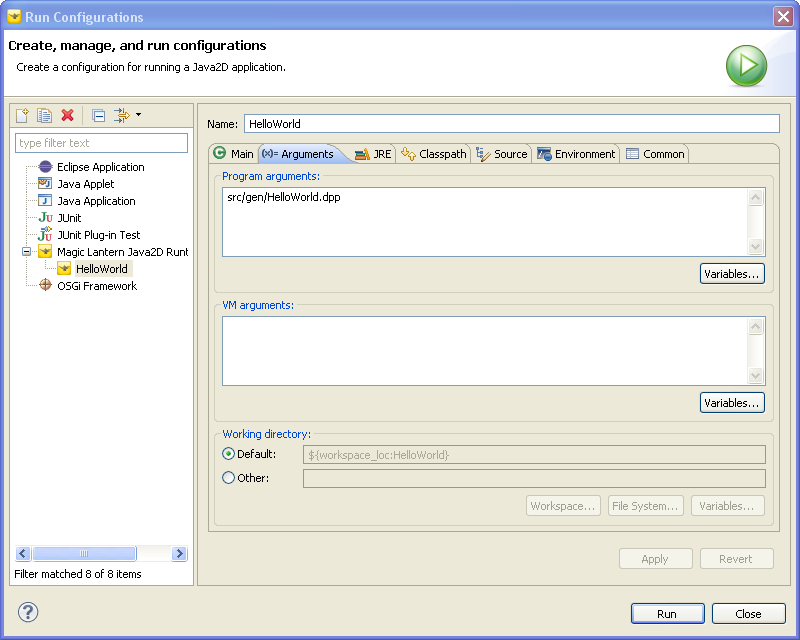 Run Configurations
Create, manage, and run configurations
Create a configuration for running a Java2D application.
type filter text
Eclipse Application
Java Applet
Java Application
JUnit
JUnit Plug-in Test
Magic Lantern Java2D Runt
HelloWorld
OSGi Framework
Filter matched 8 of 8 items
Name: HelloWorld
Main (x)= Arguments JRE Classpath Source Environment Common
Program arguments:
src/gen/HelloWorld.dpp
Variables...
VM arguments:
Variables...
Working directory:
Default: ${workspace_loc:HelloWorld}
Other:
Workspace... File System... Variables...
Apply Revert
Run Close